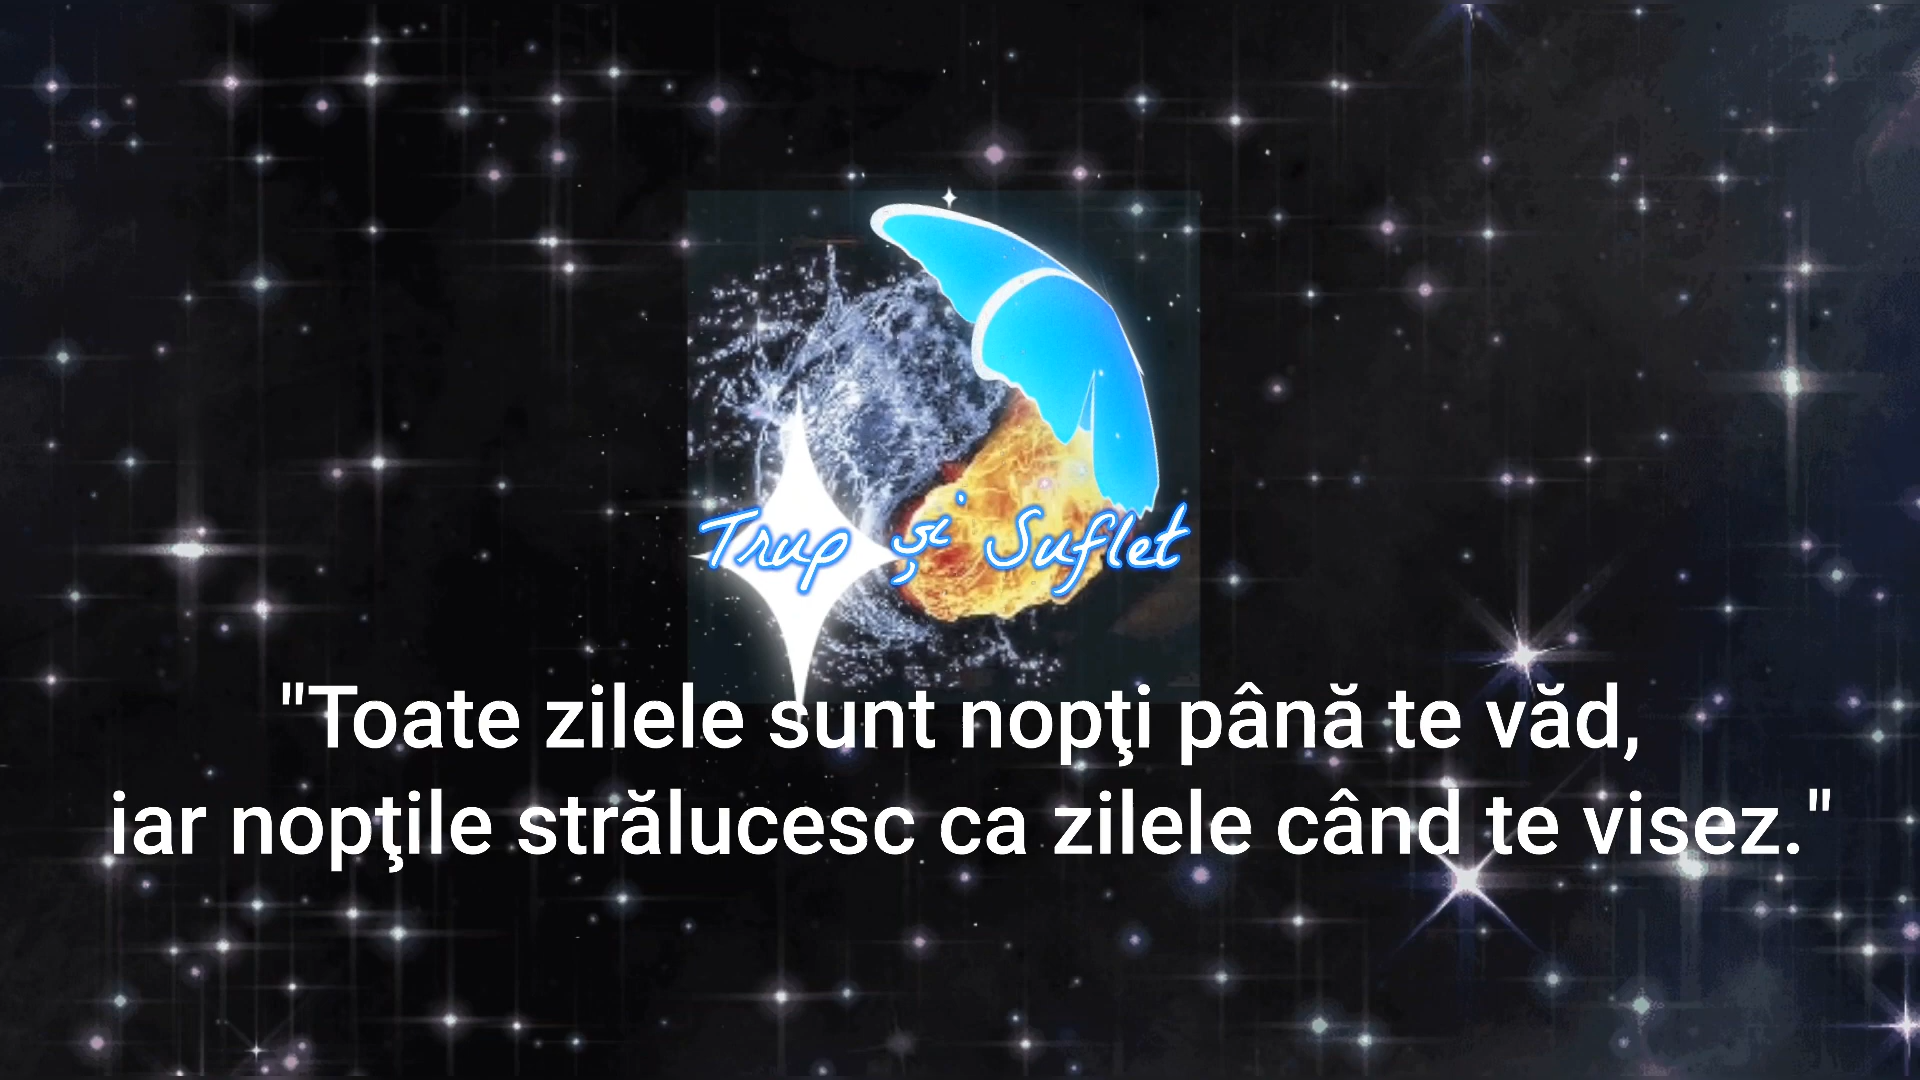 Trup și Suflet
"Toate zilele sunt nopţi până te văd,
iar nopţile strălucesc ca zilele când te visez."